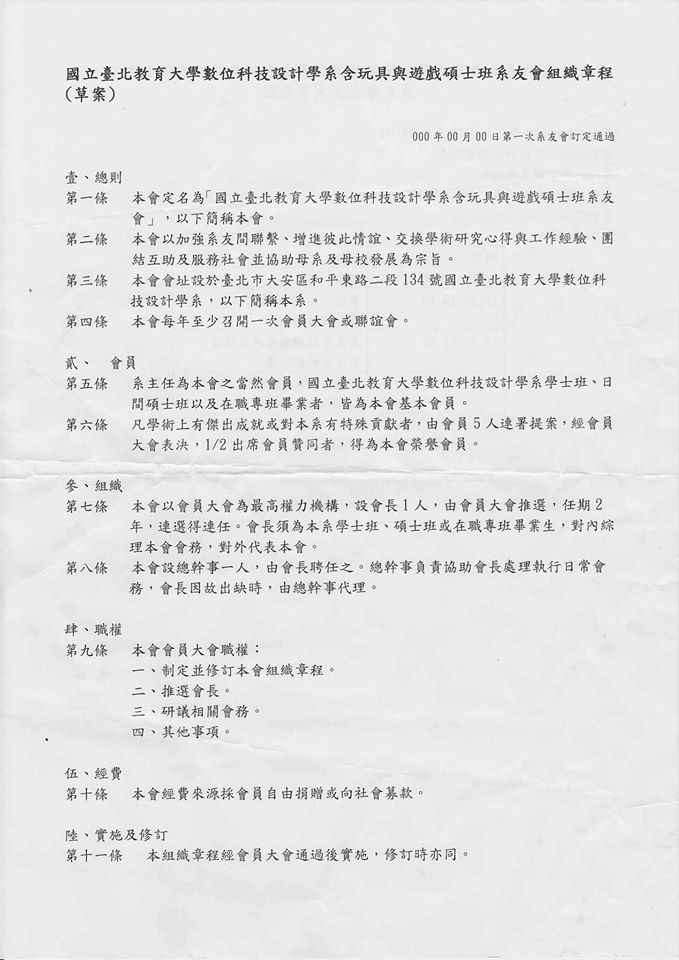 國立臺北教育大學數位科技設計學系含玩具與遊戲碩士班系友會組織章程
(草案)
000 年 00 月 00 日第一次系友會訂定通過
壹、總則
第一條 本會定名為「國立臺北教育大學數位科技設計學系含玩具與遊戲碩士班系友
會」，以下簡稱本會。
第二條 本會以加強系友間聯繫、增進彼此情誼、交換學術研究心得與工作經驗、團
結互助及服務社會並協助母系及母校發展為宗旨。
第三條 本會會址設於臺北市大安區和平東路二段 134 號國立臺北教育大學數位科
技設計學系，以下簡稱本系。
第四條 本會每年至少召開一次會員大會或聯誼會。
貳、 會員
第五條 系主任為本會之當然會員，國立臺北教育大學數位科技設計學系學士班、日
間碩士班以及在職專班畢業者，皆為本會基本會員。
第六條 凡學術上有傑出成就或對本系有特殊貢獻者，由會員 5 人連署提案，經會員
大會表決，1/2 出席會員贊同者，得為本會榮譽會員。
參、組織
第七條 本會以會員大會為最高權力機構，設會長 1 人，由會員大會推選，任期 2
年，連選得連任。會長須為本系學士班、碩士班或在職專班畢業生，對內綜
理本會會務，對外代表本會。
第八條 本會設總幹事一人，由會長聘任之。總幹事負責協助會長處理執行日常會
務，會長因故出缺時，由總幹事代理。
肆、職權
第九條 本會會員大會職權：
一、制定並修訂本會組織章程。
二、推選會長。
三、研議相關會務。
四、其他事項。
伍、經費
第十條 本會經費來源採會員自由捐贈或向社會募款。
陸、實施及修訂
第十一條 本組織章程經會員大會通過後實施，修訂時亦同。